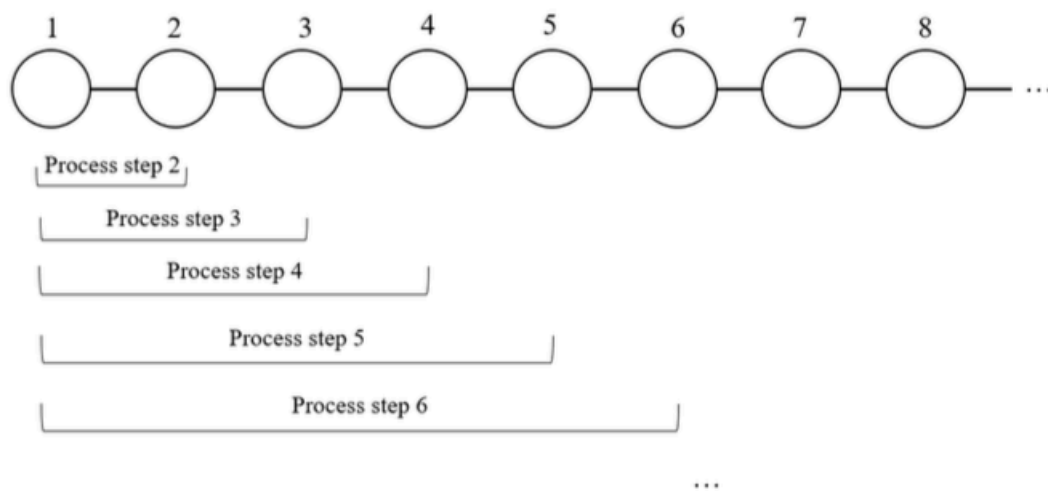 1 2 3 4 5 6 7 8
...
Process step 2
Process step 3
Process step 4
Process step 5
Process step 6
...